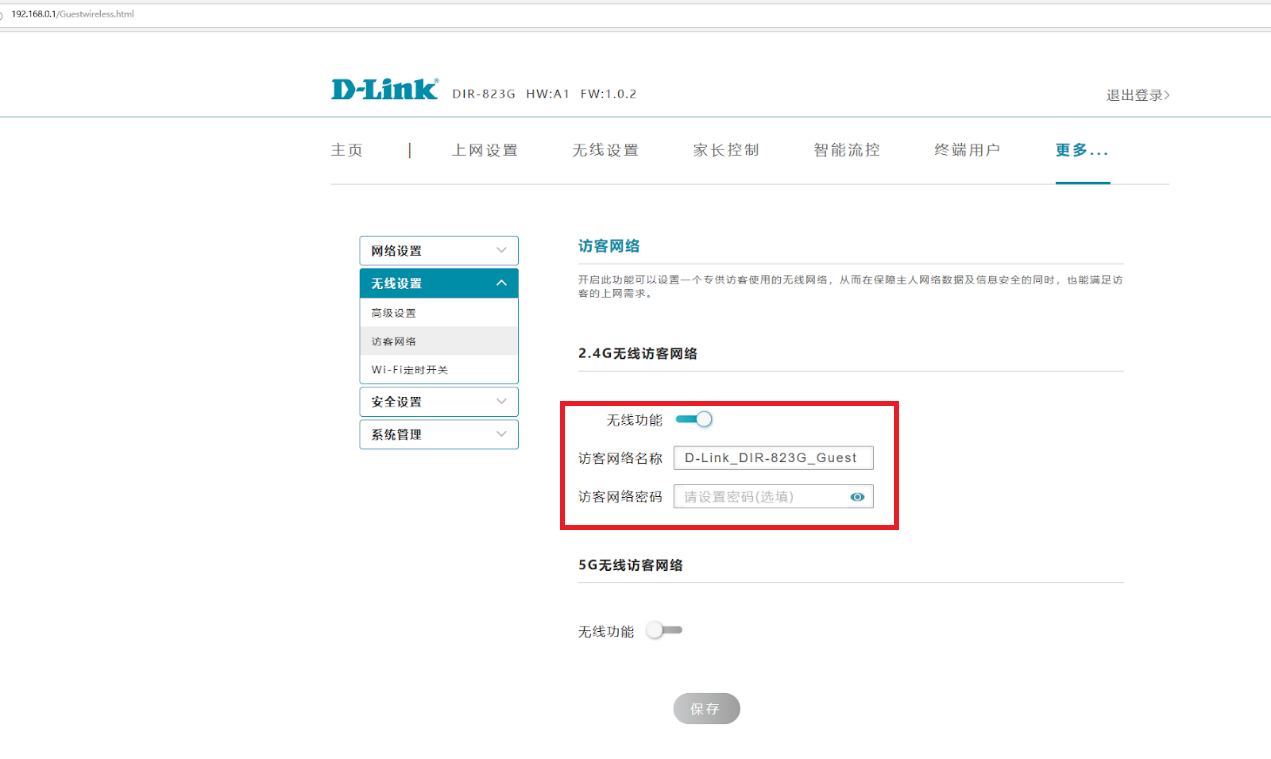 192.168.0.1/Guestwireless.html
D-Link® DIR-823G HW:A1 FW:1.0.2 退出登录>
主页 | 上网设置 无线设置 家长控制 智能流控 终端用户 更多...
网络设置
无线设置
高级设置
访客网络
Wi-Fi定时开关
安全设置
系统管理
访客网络
开启此功能可以设置一个专供访客使用的无线网络，从而在保障主人网络数据及信息安全的同时，也能满足访
客的上网需求。
2.4G无线访客网络
无线功能
访客网络名称 D-Link_DIR-823G_Guest
访客网络密码 请设置密码(选填)
5G无线访客网络
无线功能
保存